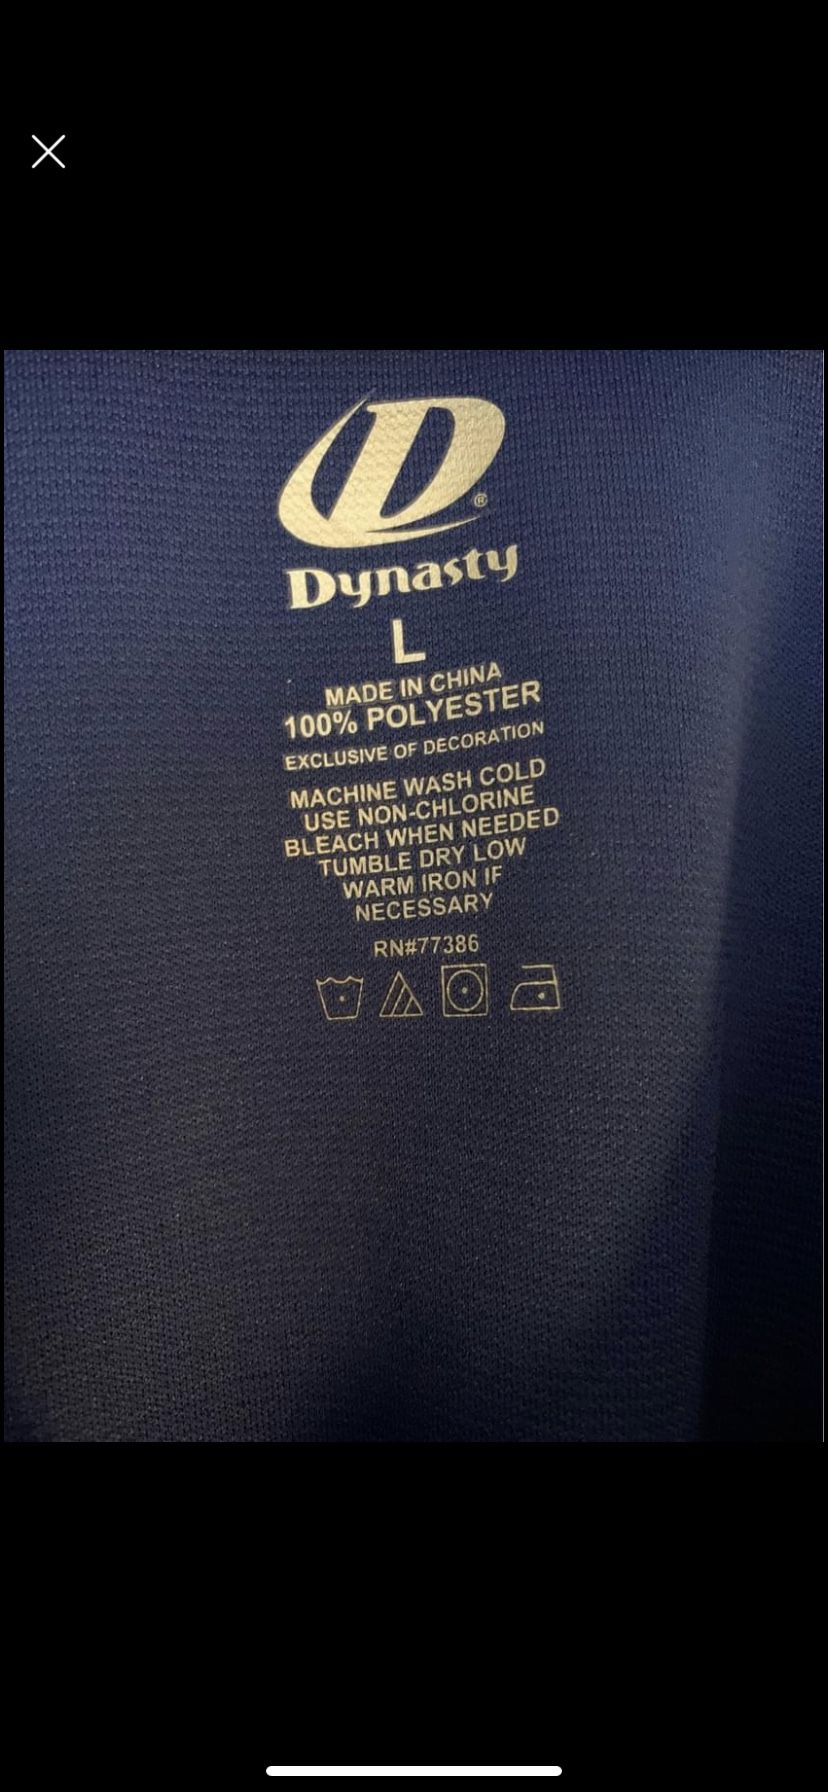 D®
Dynasty
L
MADE IN CHINA
100% POLYESTER
EXCLUSIVE OF DECORATION
MACHINE WASH COLD
USE NON-CHLORINE
BLEACH WHEN NEEDED
TUMBLE DRY LOW
WARM IRON IF
NECESSARY
RN#77386